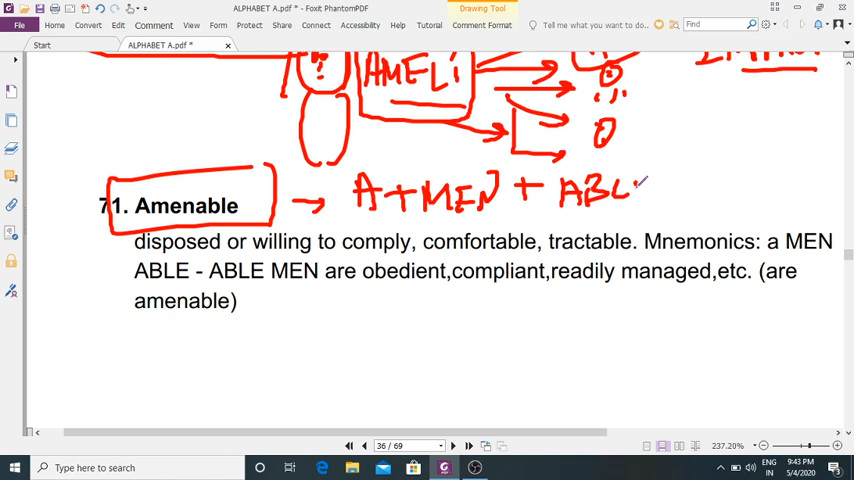 ALPHABET A.pdf * - Foxit PhantomPDF
Drawing Tool
File Home Convert Edit Comment View Form Protect Share Help Tutorial Comment Format Tell me what you want to do... Find
Start ALPHABET A.pdf *
AMELi
71. Amenable → A + MEN + ABL
disposed or willing to comply, comfortable, tractable. Mnemonics: a MEN
ABLE - ABLE MEN are obedient,compliant,readily managed,etc. (are
amenable)
36 / 69 237.20%
Type here to search ENG 9:43 PM
IN 5/4/2020